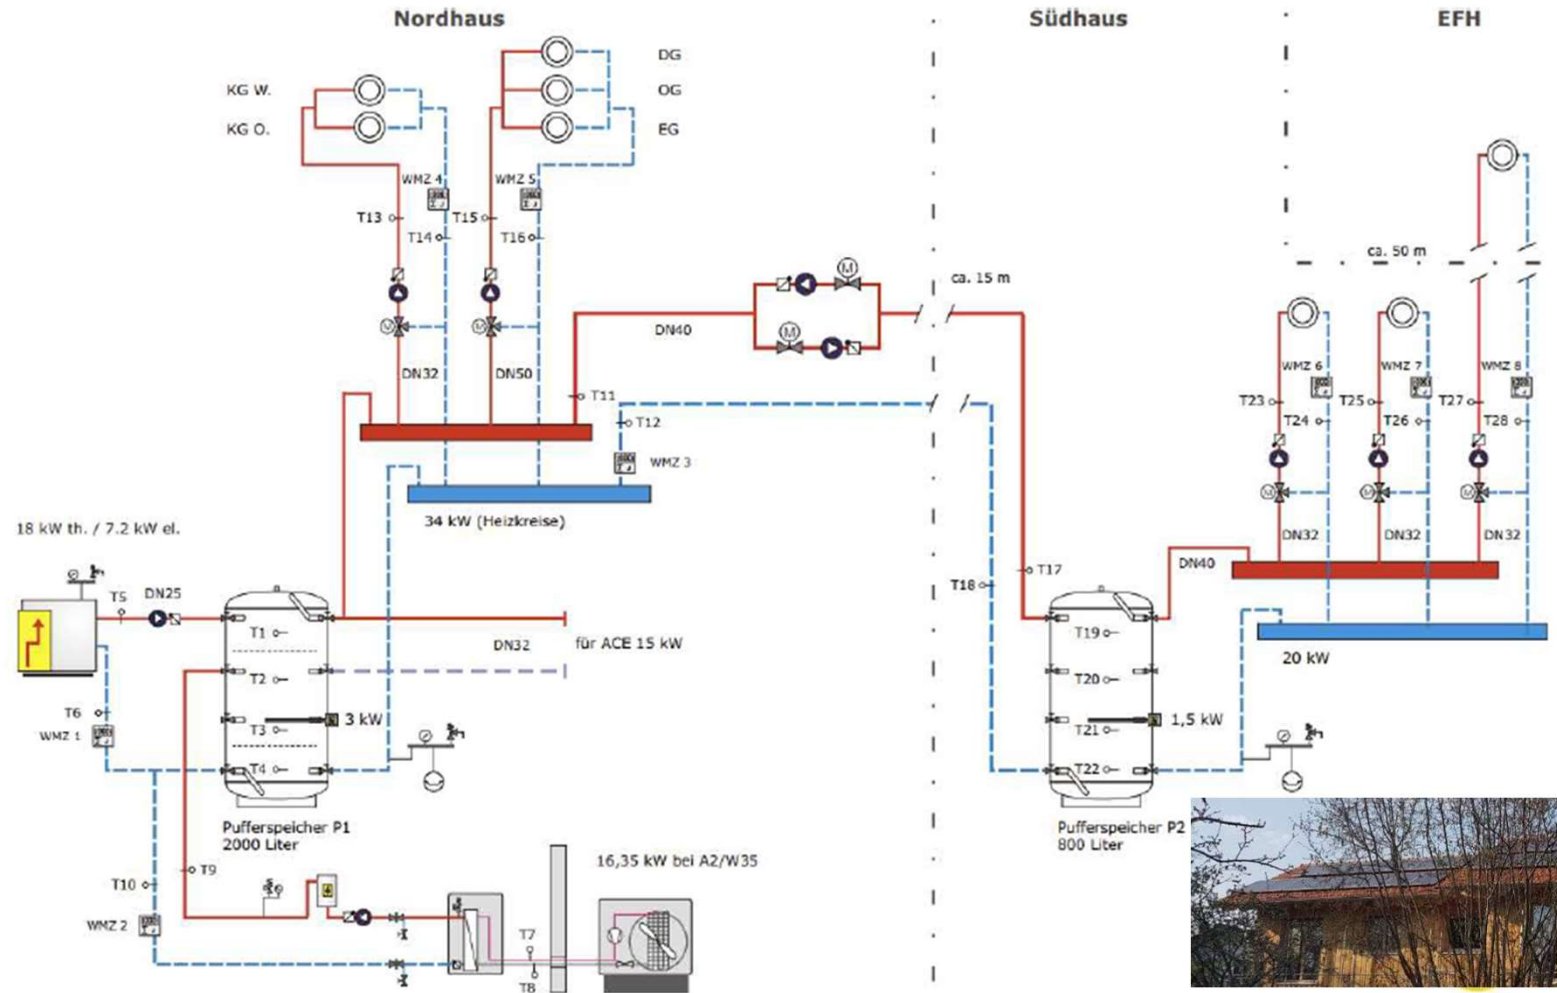 Nordhaus
Südhaus
EFH
DG
KG W.
OG
KG O.
EG
WMZ 4
WMZ 5
T13
T15
T14
T16
ca. 50 m
ca. 15 m
M
M
M
M
DN40
DN32
DN50
WMZ 6
WMZ 7
WMZ 8
T11
T23
T25
T27
T12
T24
T26
T28
WMZ 3
M
M
M
34 kW (Heizkreise)
18 kW th. / 7.2 kW el.
DN32
DN32
DN32
DN40
T17
T18
T5
DN25
T1
DN32
für ACE 15 kW
T19
20 kW
T2
T20
T6
3 kW
1,5 kW
WMZ 1
T3
T21
T4
T22
Pufferspeicher P1
2000 Liter
Pufferspeicher P2
800 Liter
16,35 kW bei A2/W35
T9
T10
WMZ 2
T7
T8